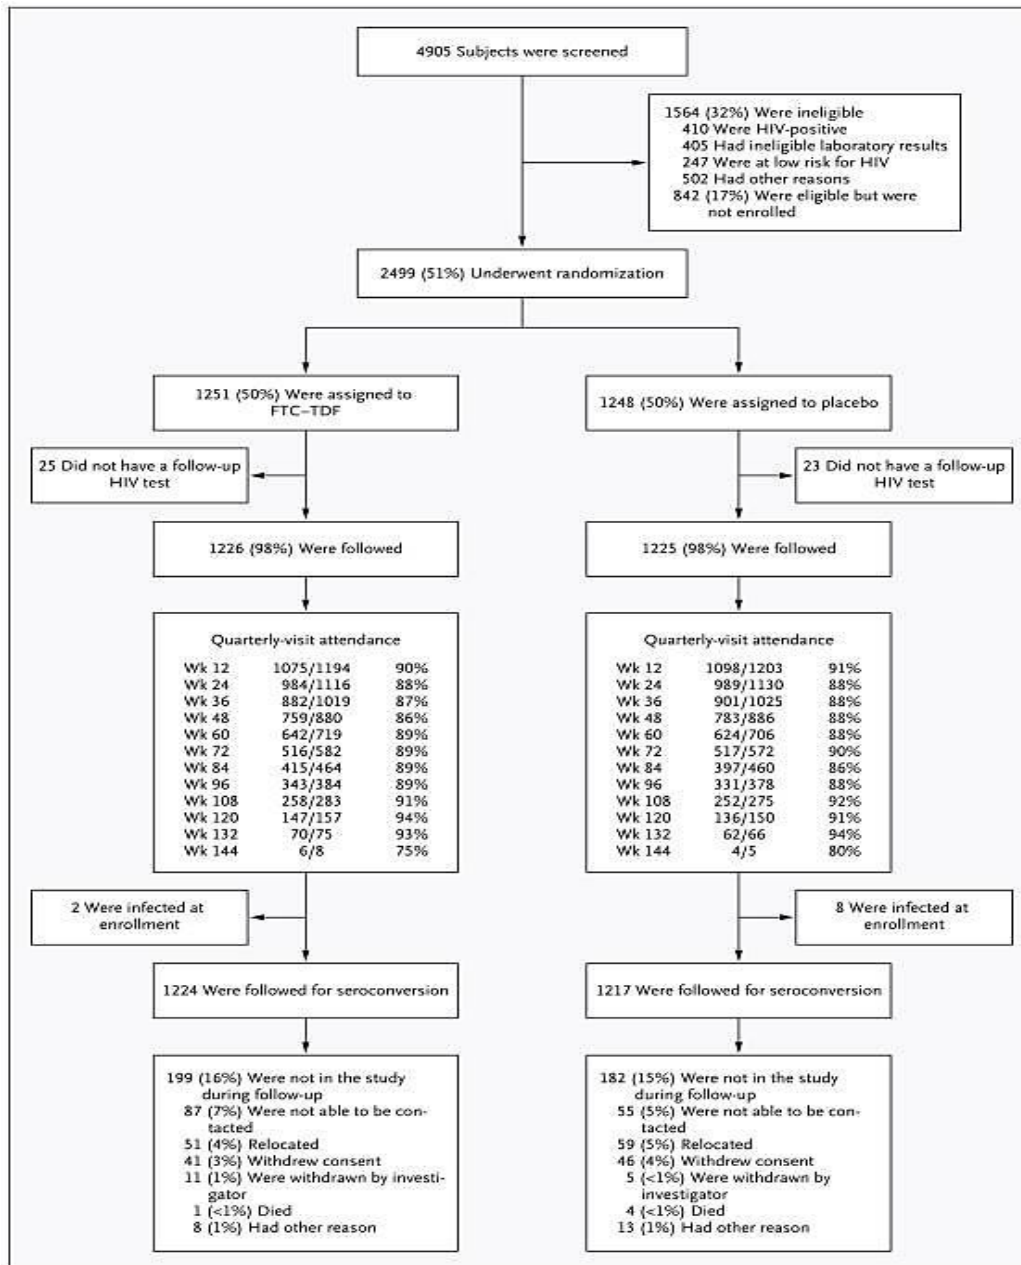 4905 Subjects were screened
1564 (32%) Were ineligible
410 Were HIV-positive
405 Had ineligible laboratory results
247 Were at low risk for HIV
502 Had other reasons
842 (17%) Were eligible but were
not enrolled
2499 (51%) Underwent randomization
1251 (50%) Were assigned to
FTC–TDF
1248 (50%) Were assigned to placebo
25 Did not have a follow-up
HIV test
23 Did not have a follow-up
HIV test
1226 (98%) Were followed
1225 (98%) Were followed
Quarterly-visit attendance
Wk 12 1075/1194 90%
Wk 24 984/1116 88%
Wk 36 882/1019 87%
Wk 48 759/880 86%
Wk 60 642/719 89%
Wk 72 516/582 89%
Wk 84 415/464 89%
Wk 96 343/384 89%
Wk 108 258/283 91%
Wk 120 147/157 94%
Wk 132 70/75 93%
Wk 144 6/8 75%
Quarterly-visit attendance
Wk 12 1098/1203 91%
Wk 24 989/1130 88%
Wk 36 901/1025 88%
Wk 48 783/886 88%
Wk 60 624/706 88%
Wk 72 517/572 90%
Wk 84 397/460 86%
Wk 96 331/378 88%
Wk 108 252/275 92%
Wk 120 136/150 91%
Wk 132 62/66 94%
Wk 144 4/5 80%
2 Were infected at
enrollment
8 Were infected at
enrollment
1224 Were followed for seroconversion
1217 Were followed for seroconversion
199 (16%) Were not in the study
during follow-up
87 (7%) Were not able to be con-
tacted
51 (4%) Relocated
41 (3%) Withdrew consent
11 (1%) Were withdrawn by investi-
gator
1 (<1%) Died
8 (1%) Had other reason
182 (15%) Were not in the study
during follow-up
55 (5%) Were not able to be con-
tacted
59 (5%) Relocated
46 (4%) Withdrew consent
5 (<1%) Were withdrawn by
investigator
4 (<1%) Died
13 (1%) Had other reason